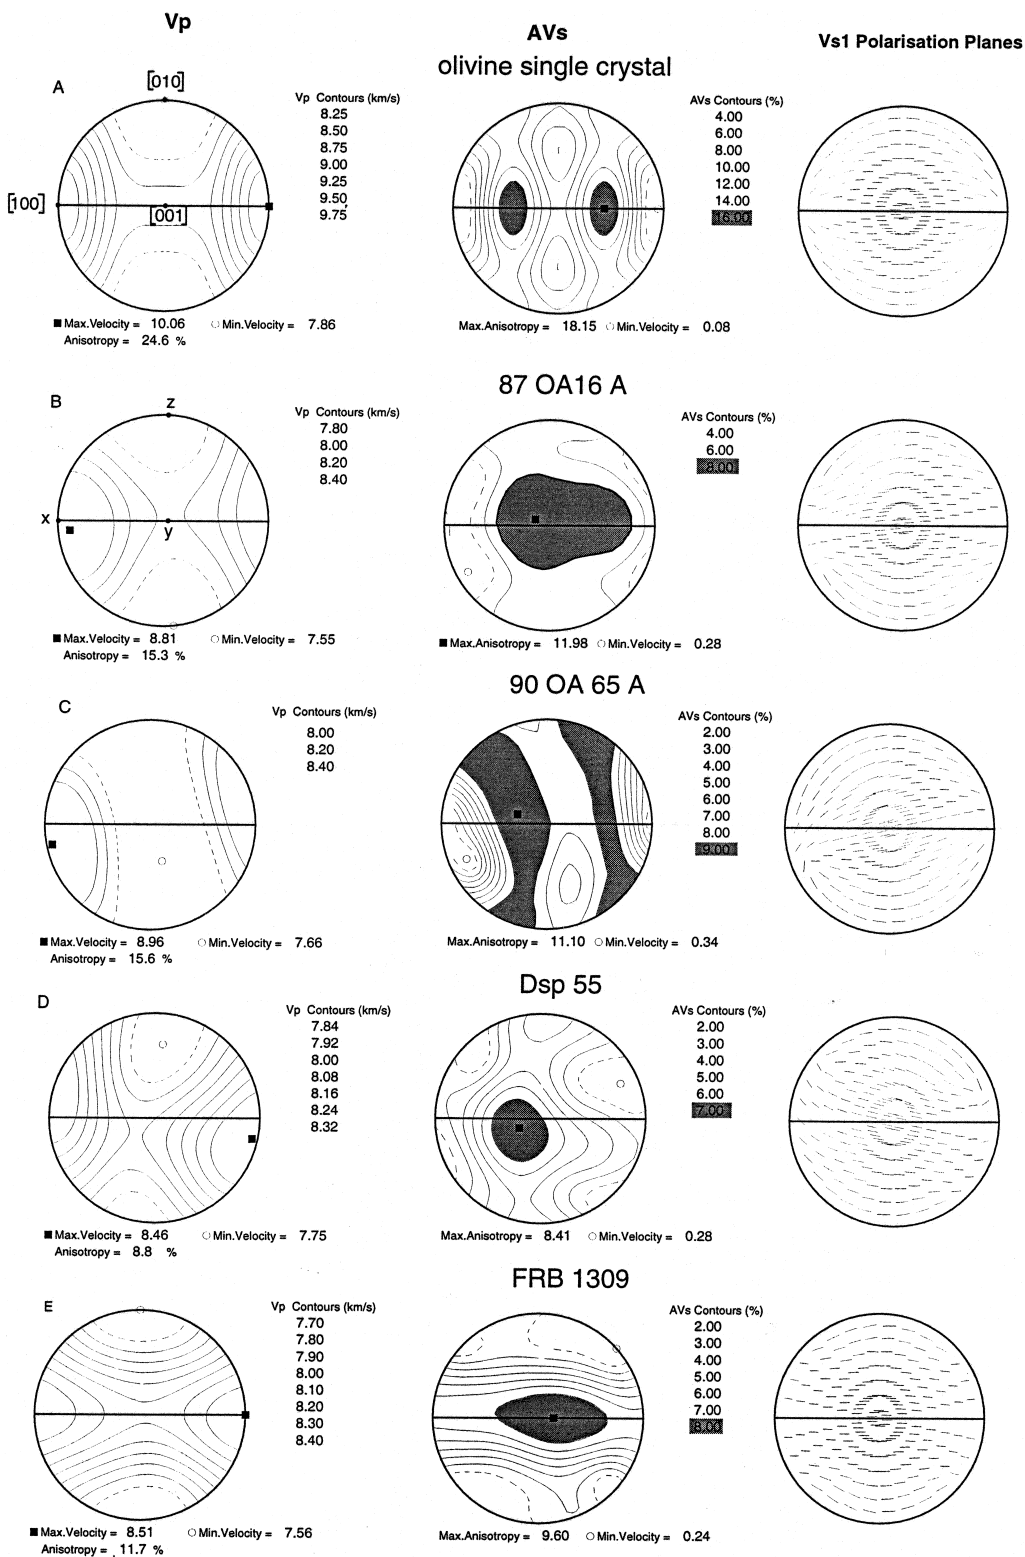 Vp
AVs
Vs1 Polarisation Planes
olivine single crystal
A
[010]
[100]
[001]
Vp Contours (km/s)
8.25
8.50
8.75
9.00
9.25
9.50
9.75
Max.Velocity = 10.06 Min.Velocity = 7.86
Anisotropy = 24.6 %
AVs Contours (%)
4.00
6.00
8.00
10.00
12.00
14.00
16.00
Max.Anisotropy = 18.15 Min.Velocity = 0.08
87 OA16 A
B
z
x
y
Vp Contours (km/s)
7.80
8.00
8.20
8.40
Max.Velocity = 8.81 Min.Velocity = 7.55
Anisotropy = 15.3 %
AVs Contours (%)
4.00
6.00
8.00
Max.Anisotropy = 11.98 Min.Velocity = 0.28
90 OA 65 A
C
Vp Contours (km/s)
8.00
8.20
8.40
Max.Velocity = 8.96 Min.Velocity = 7.66
Anisotropy = 15.6 %
AVs Contours (%)
2.00
3.00
4.00
5.00
6.00
7.00
8.00
9.00
Max.Anisotropy = 11.10 Min.Velocity = 0.34
Dsp 55
D
Vp Contours (km/s)
7.84
7.92
8.00
8.08
8.16
8.24
8.32
Max.Velocity = 8.46 Min.Velocity = 7.75
Anisotropy = 8.8 %
AVs Contours (%)
2.00
3.00
4.00
5.00
6.00
7.00
Max.Anisotropy = 8.41 Min.Velocity = 0.28
FRB 1309
E
Vp Contours (km/s)
7.70
7.80
7.90
8.00
8.10
8.20
8.30
8.40
Max.Velocity = 8.51 Min.Velocity = 7.56
Anisotropy = 11.7 %
AVs Contours (%)
2.00
3.00
4.00
5.00
6.00
7.00
8.00
Max.Anisotropy = 9.60 Min.Velocity = 0.24